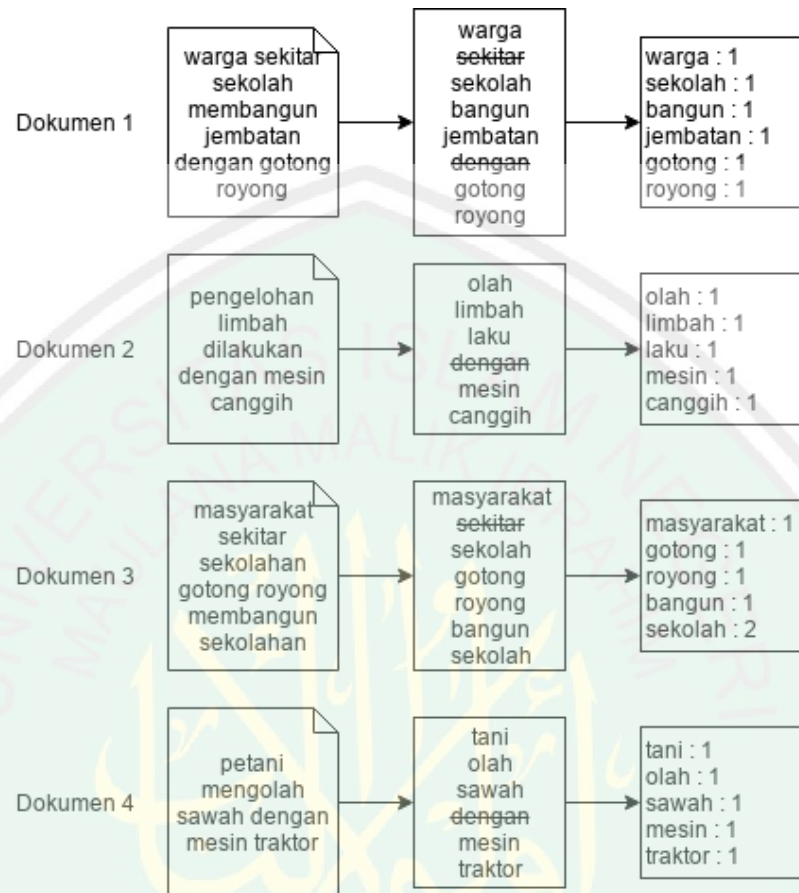 Dokumen 1
warga sekitar
sekolah
membangun
jembatan
dengan gotong
royong
warga
sekitar
sekolah
bangun
jembatan
dengan
gotong
royong
warga : 1
sekolah : 1
bangun : 1
jembatan : 1
gotong : 1
royong : 1
Dokumen 2
pengelohan
limbah
dilakukan
dengan mesin
canggih
olah
limbah
laku
dengan
mesin
canggih
olah : 1
limbah : 1
laku : 1
mesin : 1
canggih : 1
Dokumen 3
masyarakat
sekitar
sekolahan
gotong royong
membangun
sekolahan
masyarakat
sekitar
sekolah
gotong
royong
bangun
sekolah
masyarakat : 1
gotong : 1
royong : 1
bangun : 1
sekolah : 2
Dokumen 4
petani
mengolah
sawah dengan
mesin traktor
tani
olah
sawah
dengan
mesin
traktor
tani : 1
olah : 1
sawah : 1
mesin : 1
traktor : 1